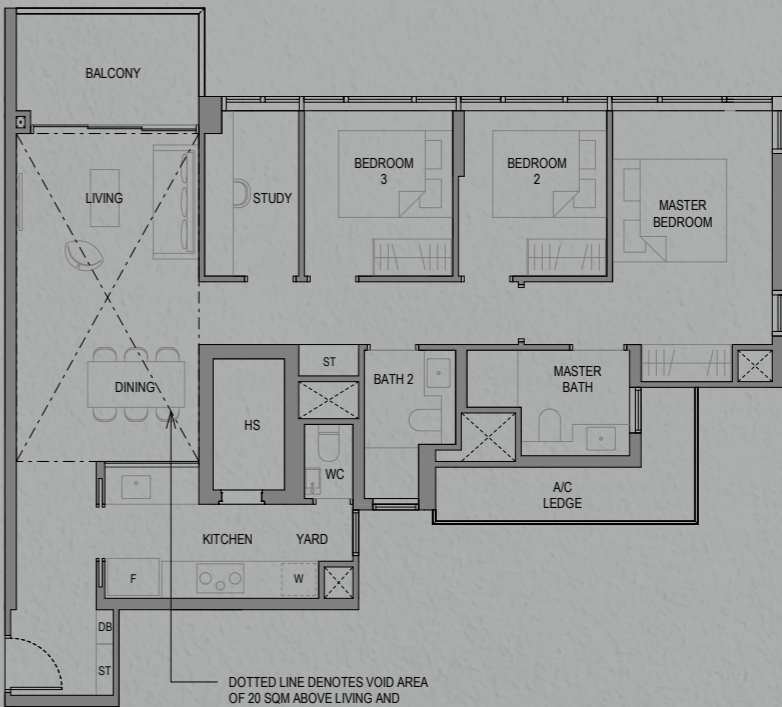 BALCONY
LIVING
STUDY
BEDROOM
3
BEDROOM
2
MASTER
BEDROOM
DINING
ST
HS
BATH 2
MASTER
BATH
WC
A/C
LEDGE
KITCHEN
YARD
F
W
DB
ST
DOTTED LINE DENOTES VOID AREA
OF 20 SQM ABOVE LIVING AND